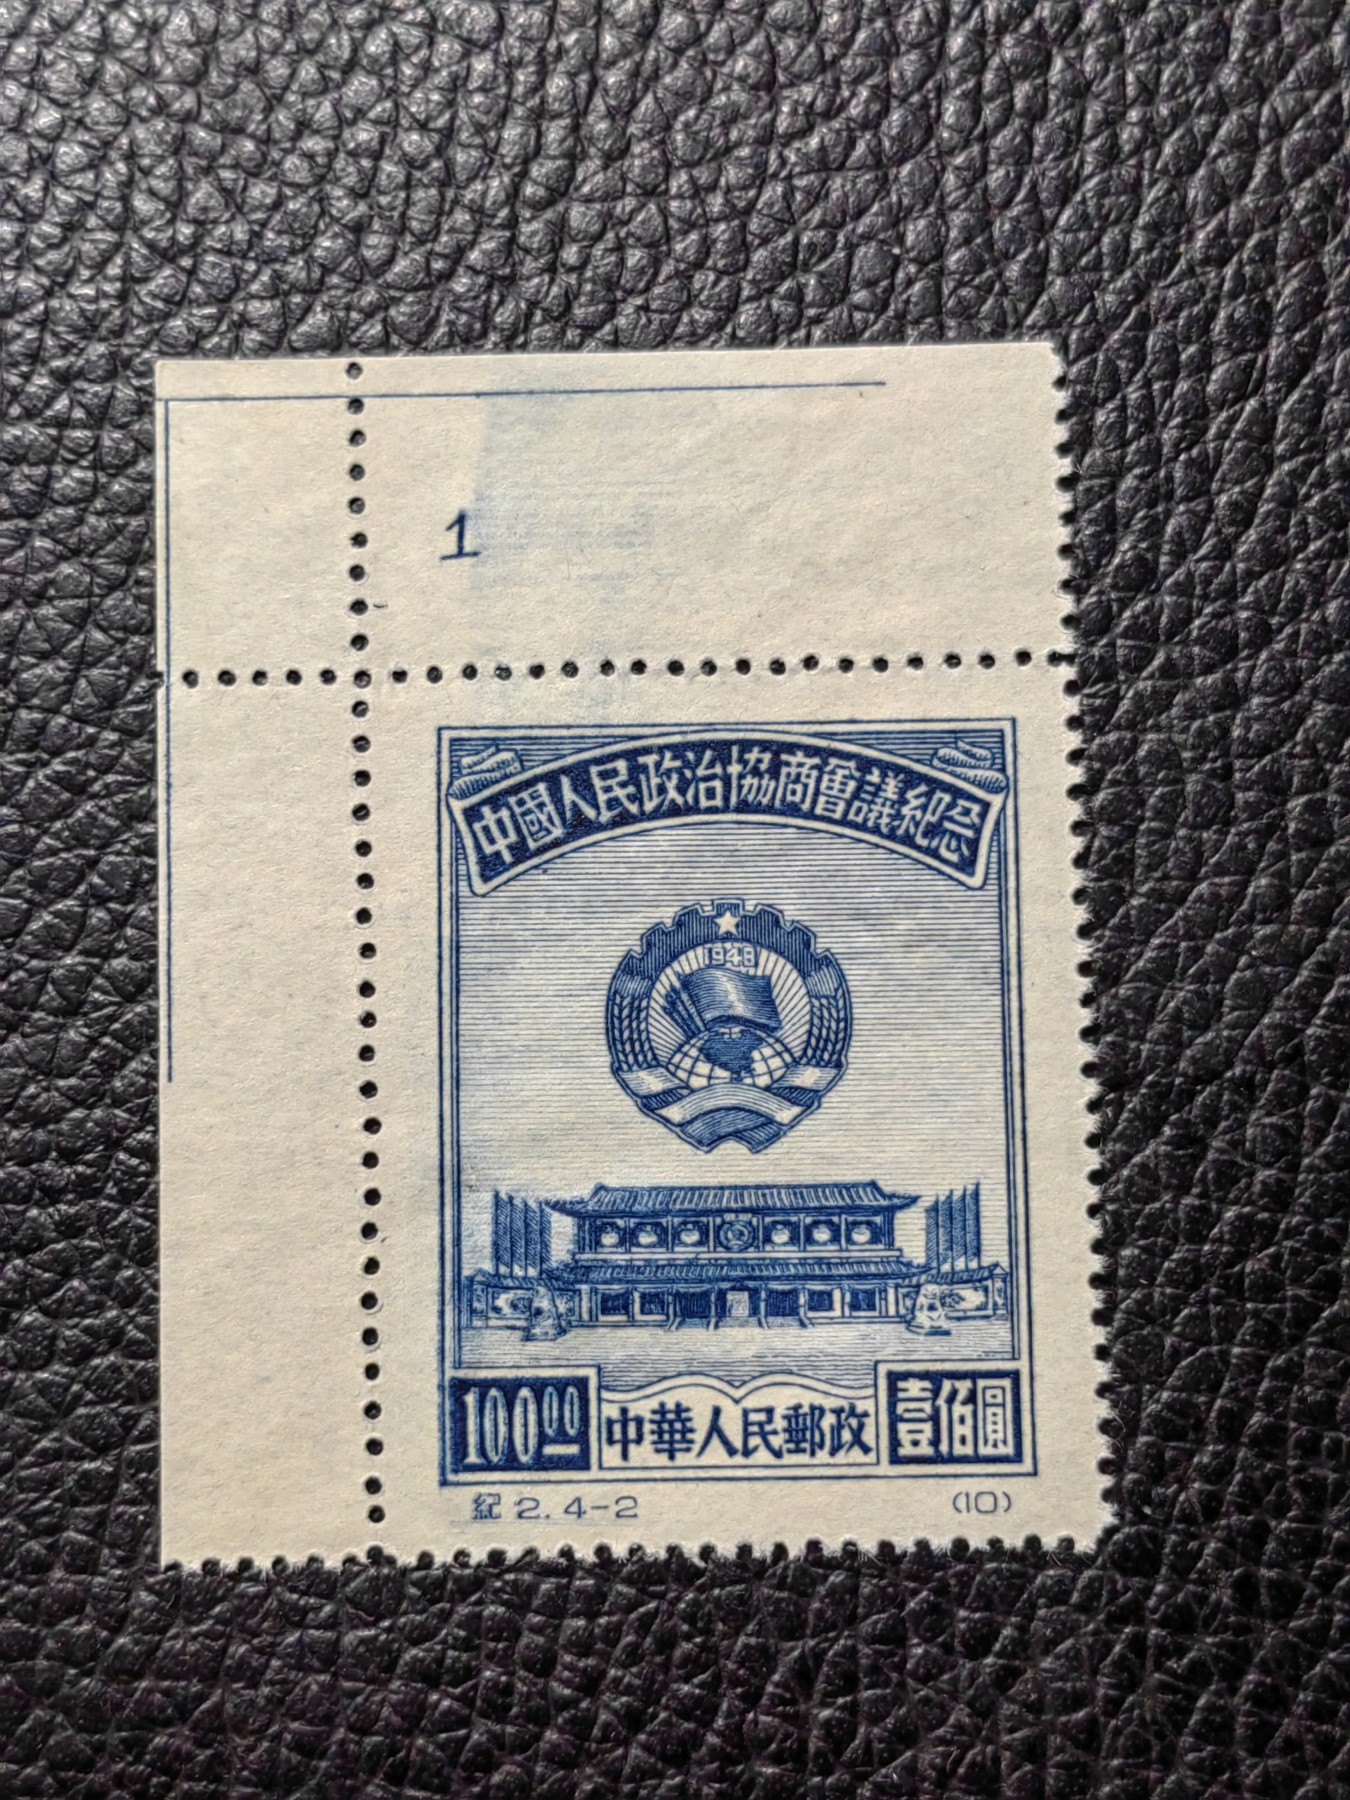 1
中國人民政治協商會議紀念
1949
100.00 中華人民郵政 壹佰圓
紀 2. 4-2 (10)